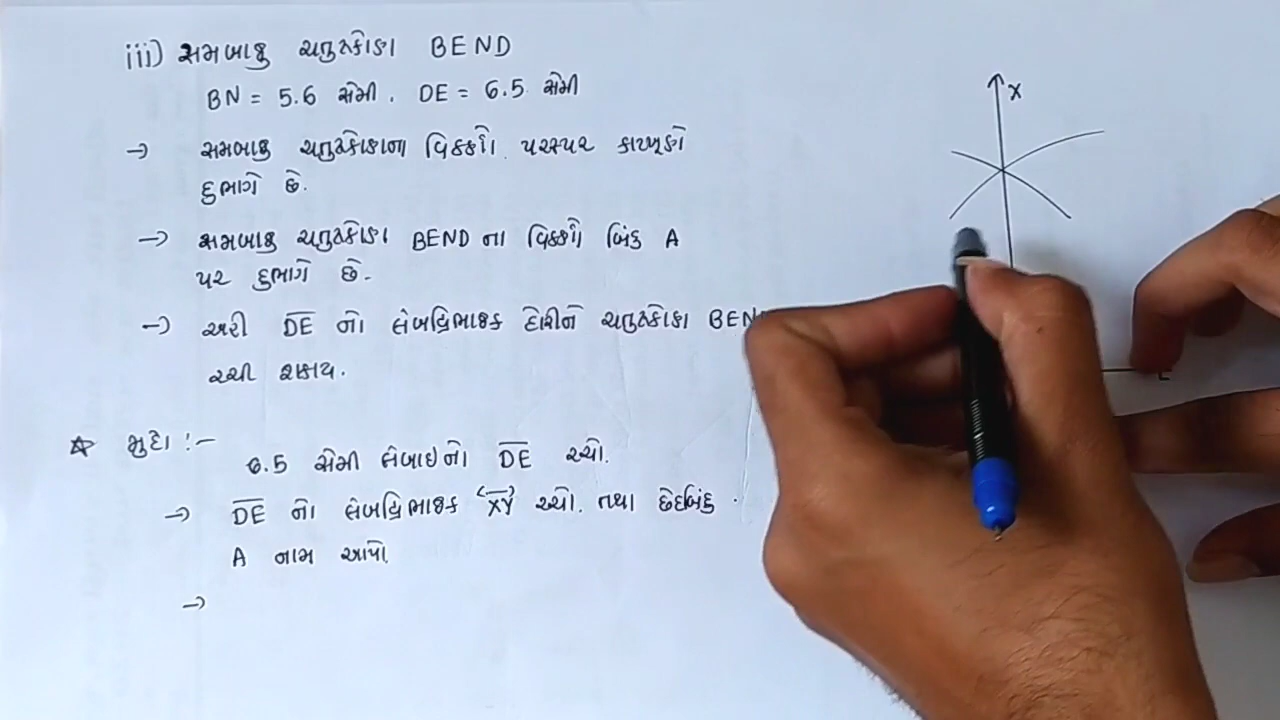 iii) સમબાજુ ચતુષ્કોણ BEND
BN = 5.6 સેમી. DE = 6.5 સેમી
→ સમબાજુ ચતુષ્કોણના વિકર્ણો પરસ્પર કાટખૂણે
દુભાગે છે.
→ સમબાજુ ચતુષ્કોણ BEND ના વિકર્ણો બિંદુ A
પર દુભાગે છે.
→ અહી DE નો લંબદ્વિભાજક દોરીને ચતુષ્કોણ BEN
રચી શકાય.
☆ મુદ્દા :-
6.5 સેમી લંબાઇનો DE રચો.
→ DE નો લંબદ્વિભાજક XY રચો. તથા છેદબિંદુ
A નામ આપો.
→
X
E